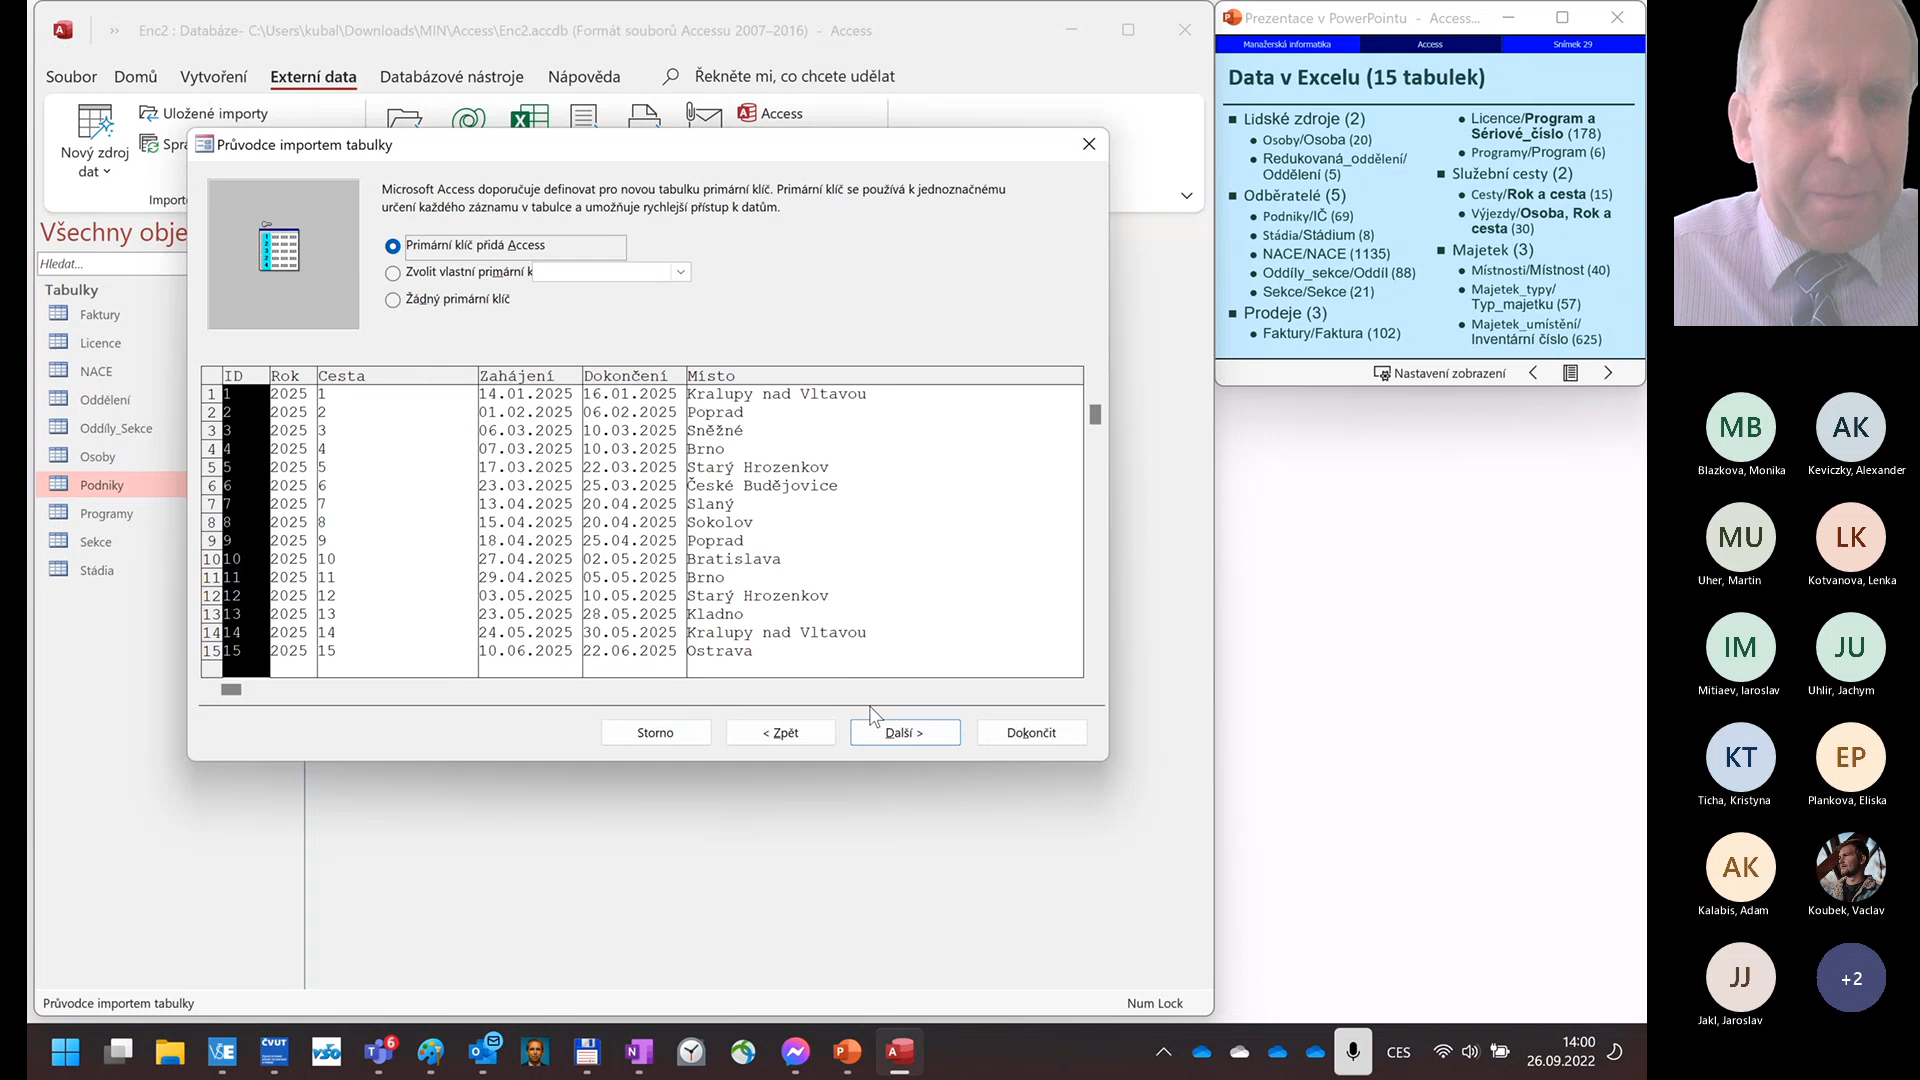 Enc2 : Databáze- C:\Users\kubal\Downloads\MIN\Access\Enc2.accdb (Formát souborů Accessu 2007–2016) - Access
Soubor Domů Vytvoření Externí data Databázové nástroje Nápověda Řekněte mi, co chcete udělat
Nový zdroj
dat
Uložené importy
Access
Všechny obje
Hledat...
Tabulky
Faktury
Licence
NACE
Oddělení
Oddíly_Sekce
Osoby
Podniky
Programy
Sekce
Stádia
Průvodce importem tabulky
Microsoft Access doporučuje definovat pro novou tabulku primární klíč. Primární klíč se používá k jednoznačnému
určení každého záznamu v tabulce a umožňuje rychlejší přístup k datům.
Primární klíč přidá Access
Zvolit vlastní primární k
Žádný primární klíč
ID Rok Cesta Zahájení Dokončení Místo
1 1 2025 1 14.01.2025 16.01.2025 Kralupy nad Vltavou
2 2 2025 2 01.02.2025 06.02.2025 Poprad
3 3 2025 3 06.03.2025 10.03.2025 Sněžné
4 4 2025 4 07.03.2025 10.03.2025 Brno
5 5 2025 5 17.03.2025 22.03.2025 Starý Hrozenkov
6 6 2025 6 23.03.2025 25.03.2025 České Budějovice
7 7 2025 7 13.04.2025 20.04.2025 Slaný
8 8 2025 8 15.04.2025 20.04.2025 Sokolov
9 9 2025 9 18.04.2025 25.04.2025 Poprad
10 10 2025 10 27.04.2025 02.05.2025 Bratislava
11 11 2025 11 29.04.2025 05.05.2025 Brno
12 12 2025 12 03.05.2025 10.05.2025 Starý Hrozenkov
13 13 2025 13 23.05.2025 28.05.2025 Kladno
14 14 2025 14 24.05.2025 30.05.2025 Kralupy nad Vltavou
15 15 2025 15 10.06.2025 22.06.2025 Ostrava
Storno < Zpět Další > Dokončit
Průvodce importem tabulky Num Lock
Prezentace v PowerPointu - Access...
Manažerská informatika Access Snímek 29
Data v Excelu (15 tabulek)
Lidské zdroje (2)
Osoby/Osoba (20)
Redukovaná_oddělení/
Oddělení (5)
Odběratelé (5)
Podniky/IČ (69)
Stádia/Stádium (8)
NACE/NACE (1135)
Oddíly_sekce/Oddíl (88)
Sekce/Sekce (21)
Prodeje (3)
Faktury/Faktura (102)
Licence/Program a
Sériové_číslo (178)
Programy/Program (6)
Služební cesty (2)
Cesty/Rok a cesta (15)
Výjezdy/Osoba, Rok a
cesta (30)
Majetek (3)
Místnosti/Místnost (40)
Majetek_typy/
Typ_majetku (57)
Majetek_umístění/
Inventární číslo (625)
Nastavení zobrazení
MB AK
Blazkova, Monika Keviczky, Alexander
MU LK
Uher, Martin Kotvanova, Lenka
IM JU
Mitiaev, Iaroslav Uhlir, Jachym
KT EP
Ticha, Kristyna Plankova, Eliska
AK
Kalabis, Adam Koubek, Vaclav
JJ +2
Jakl, Jaroslav
CES
14:00
26.09.2022